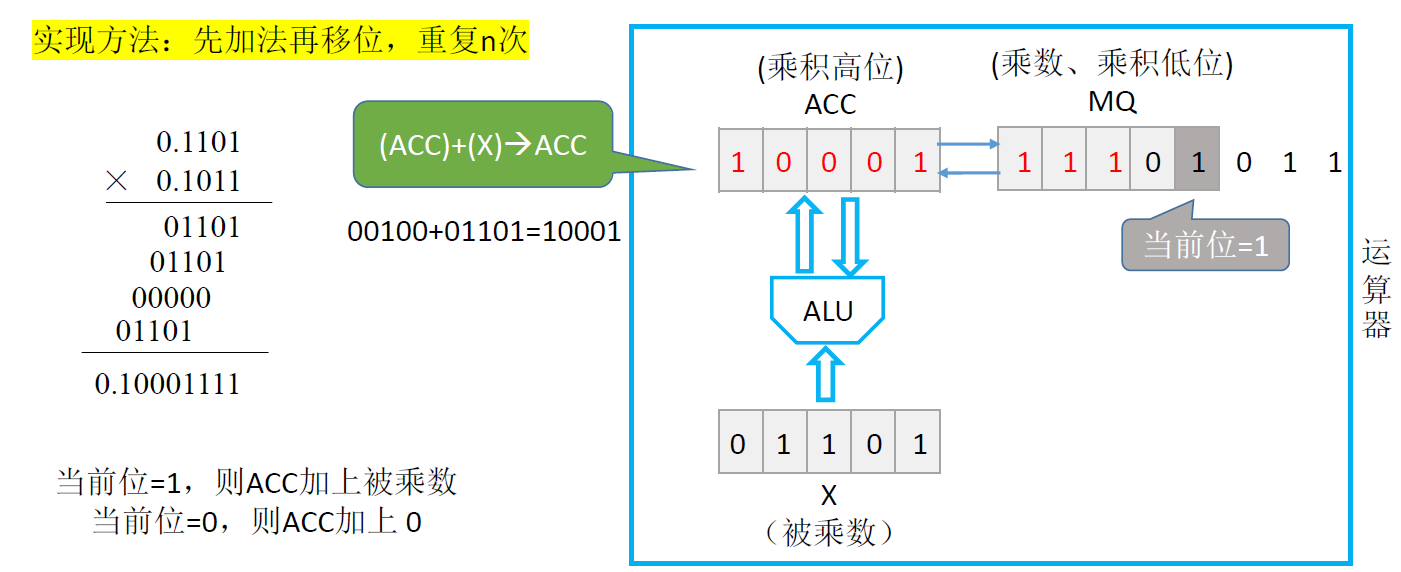 实现方法：先加法再移位，重复n次
0.1101
× 0.1011
01101
01101
00000
01101
0.10001111
(ACC)+(X)→ACC
00100+01101=10001
当前位=1，则ACC加上被乘数
当前位=0，则ACC加上 0
(乘积高位)
ACC
1 0 0 0 1
(乘数、乘积低位)
MQ
1 1 1 0 1 0 1 1
当前位=1
ALU
0 1 1 0 1
X
（被乘数）
运算器